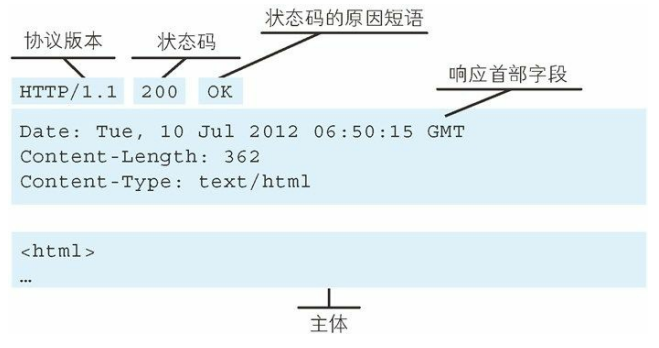 状态码的原因短语
协议版本 状态码
响应首部字段
HTTP/1.1 200 OK
Date: Tue, 10 Jul 2012 06:50:15 GMT
Content-Length: 362
Content-Type: text/html
<html>
…
主体